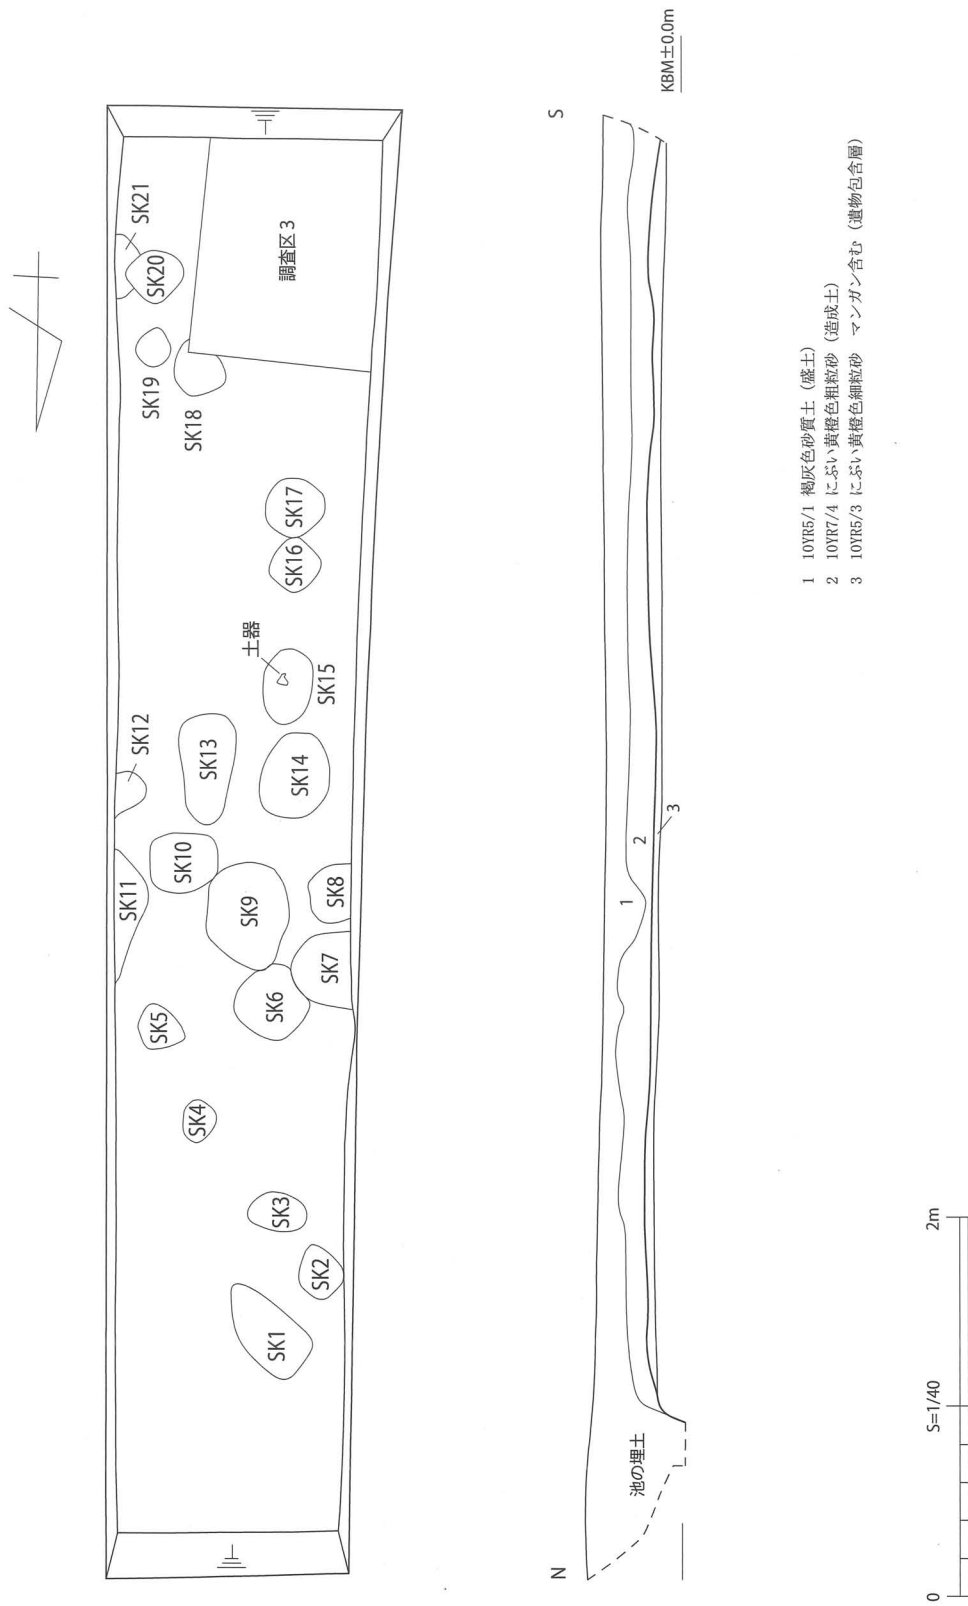 SK1
SK2
SK3
SK4
SK5
SK6
SK7
SK8
SK9
SK10
SK11
SK12
SK13
SK14
土器
SK15
SK16
SK17
SK18
SK19
SK20
SK21
調査区 3
N
S
KBM±0.0m
池の埋土
1
2
3
1 10YR5/1 褐灰色砂質土（盛土）
2 10YR7/4 にぶい黄橙色粗粒砂（造成土）
3 10YR5/3 にぶい黄橙色細粒砂 マンガン含む（遺物包含層）
0 S=1/40 2m